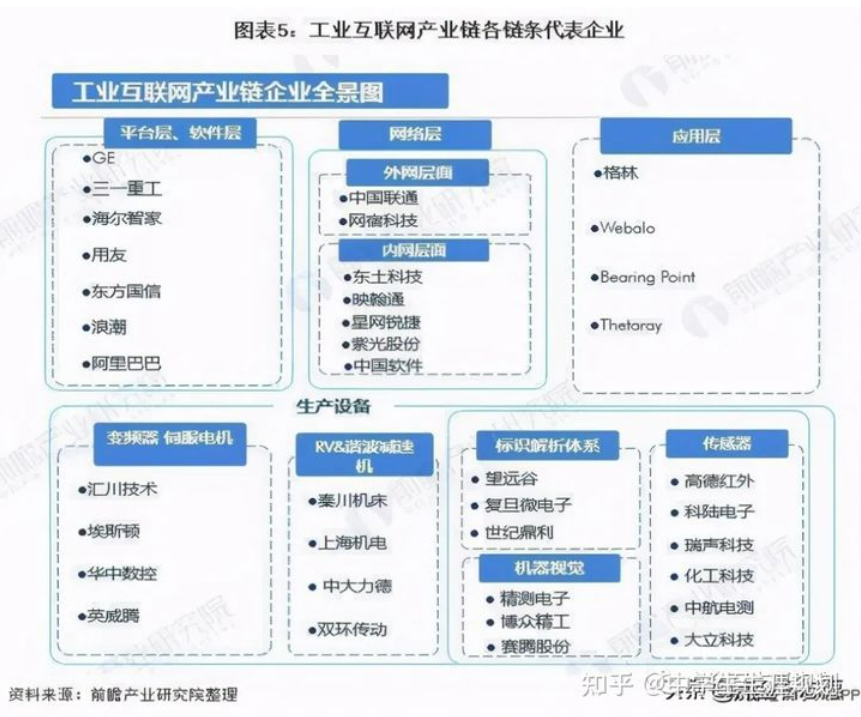 图表5：工业互联网产业链各链条代表企业
工业互联网产业链企业全景图
平台层、软件层
●GE
●三一重工
●海尔智家
●用友
●东方国信
●浪潮
●阿里巴巴
网络层
外网层面
●中国联通
●网宿科技
内网层面
●东土科技
●映翰通
●星网锐捷
●紫光股份
●中国软件
应用层
●格林
●Webalo
●Bearing Point
●Thetaray
生产设备
变频器 伺服电机
●汇川技术
●埃斯顿
●华中数控
●英威腾
RV&谐波减速
机
●秦川机床
●上海机电
●中大力德
●双环传动
标识解析体系
●望远谷
●复旦微电子
●世纪鼎利
机器视觉
●精测电子
●博众精工
●赛腾股份
传感器
●高德红外
●科陆电子
●瑞声科技
●化工科技
●中航电测
●大立科技
资料来源：前瞻产业研究院整理
知乎
前瞻产业研究院